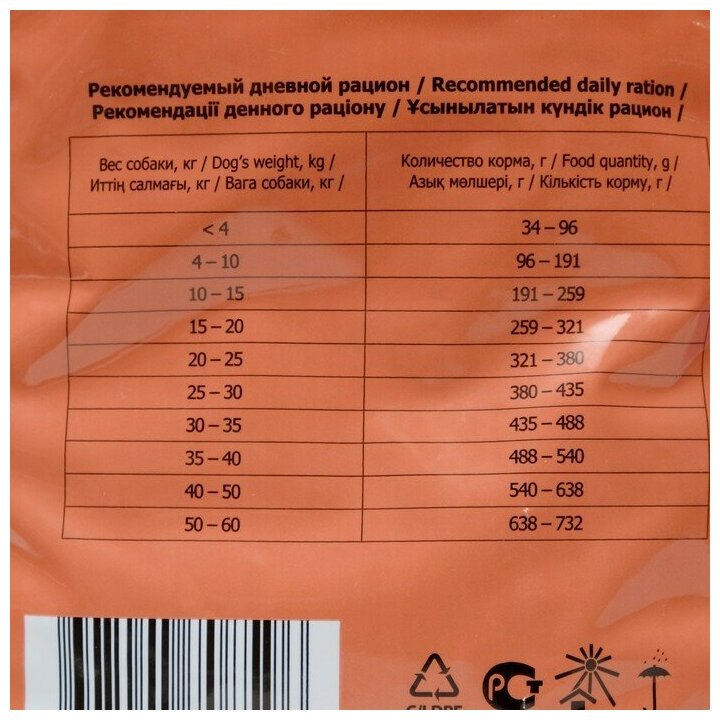 Рекомендуемый дневной рацион / Recommended daily ration /
Рекомендації денного раціону / Ұсынылатын күндік рацион /
Вес собаки, кг / Dog's weight, kg /
Иттің салмағы, кг / Вага собаки, кг /
Количество корма, г / Food quantity, g /
Азық мөлшері, г / Кількість корму, г /
< 4 34 – 96
4 – 10 96 – 191
10 – 15 191 – 259
15 – 20 259 – 321
20 – 25 321 – 380
25 – 30 380 – 435
30 – 35 435 – 488
35 – 40 488 – 540
40 – 50 540 – 638
50 – 60 638 – 732
C/LDPE